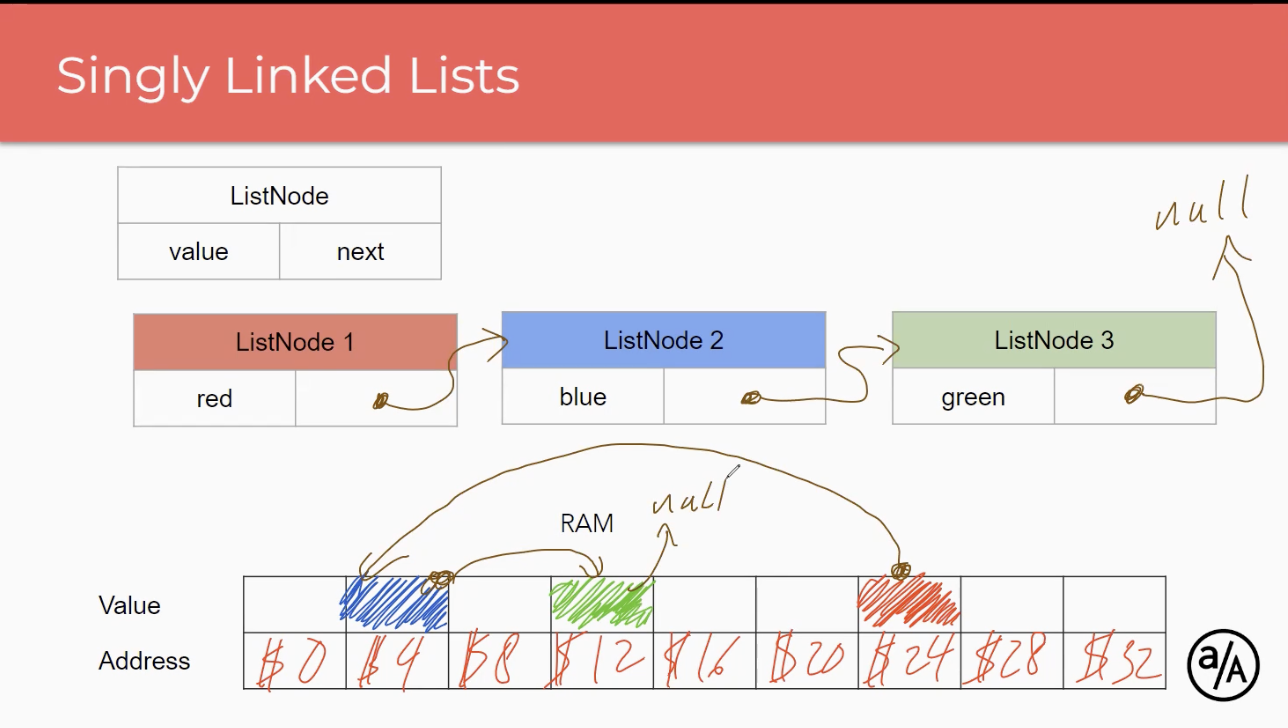 Singly Linked Lists
ListNode
value next
null
ListNode 1 ListNode 2 ListNode 3
red blue green
null
RAM
Value
Address $0 $4 $8 $12 $16 $20 $24 $28 $32
a/A